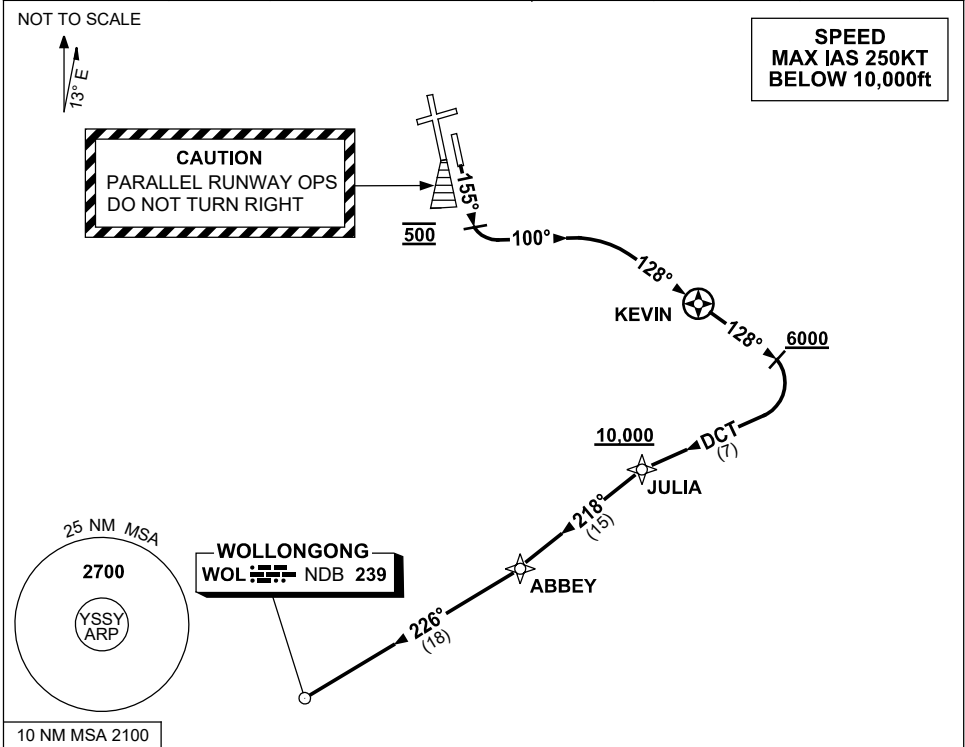 NOT TO SCALE
13° E
SPEED
MAX IAS 250KT
BELOW 10,000ft
CAUTION
PARALLEL RUNWAY OPS
DO NOT TURN RIGHT
155°
500
100°
128°
KEVIN
128°
6000
DCT
(7)
10,000
JULIA
218°
(15)
ABBEY
226°
(18)
WOLLONGONG
WOL NDB 239
25 NM MSA
2700
YSSY
ARP
10 NM MSA 2100